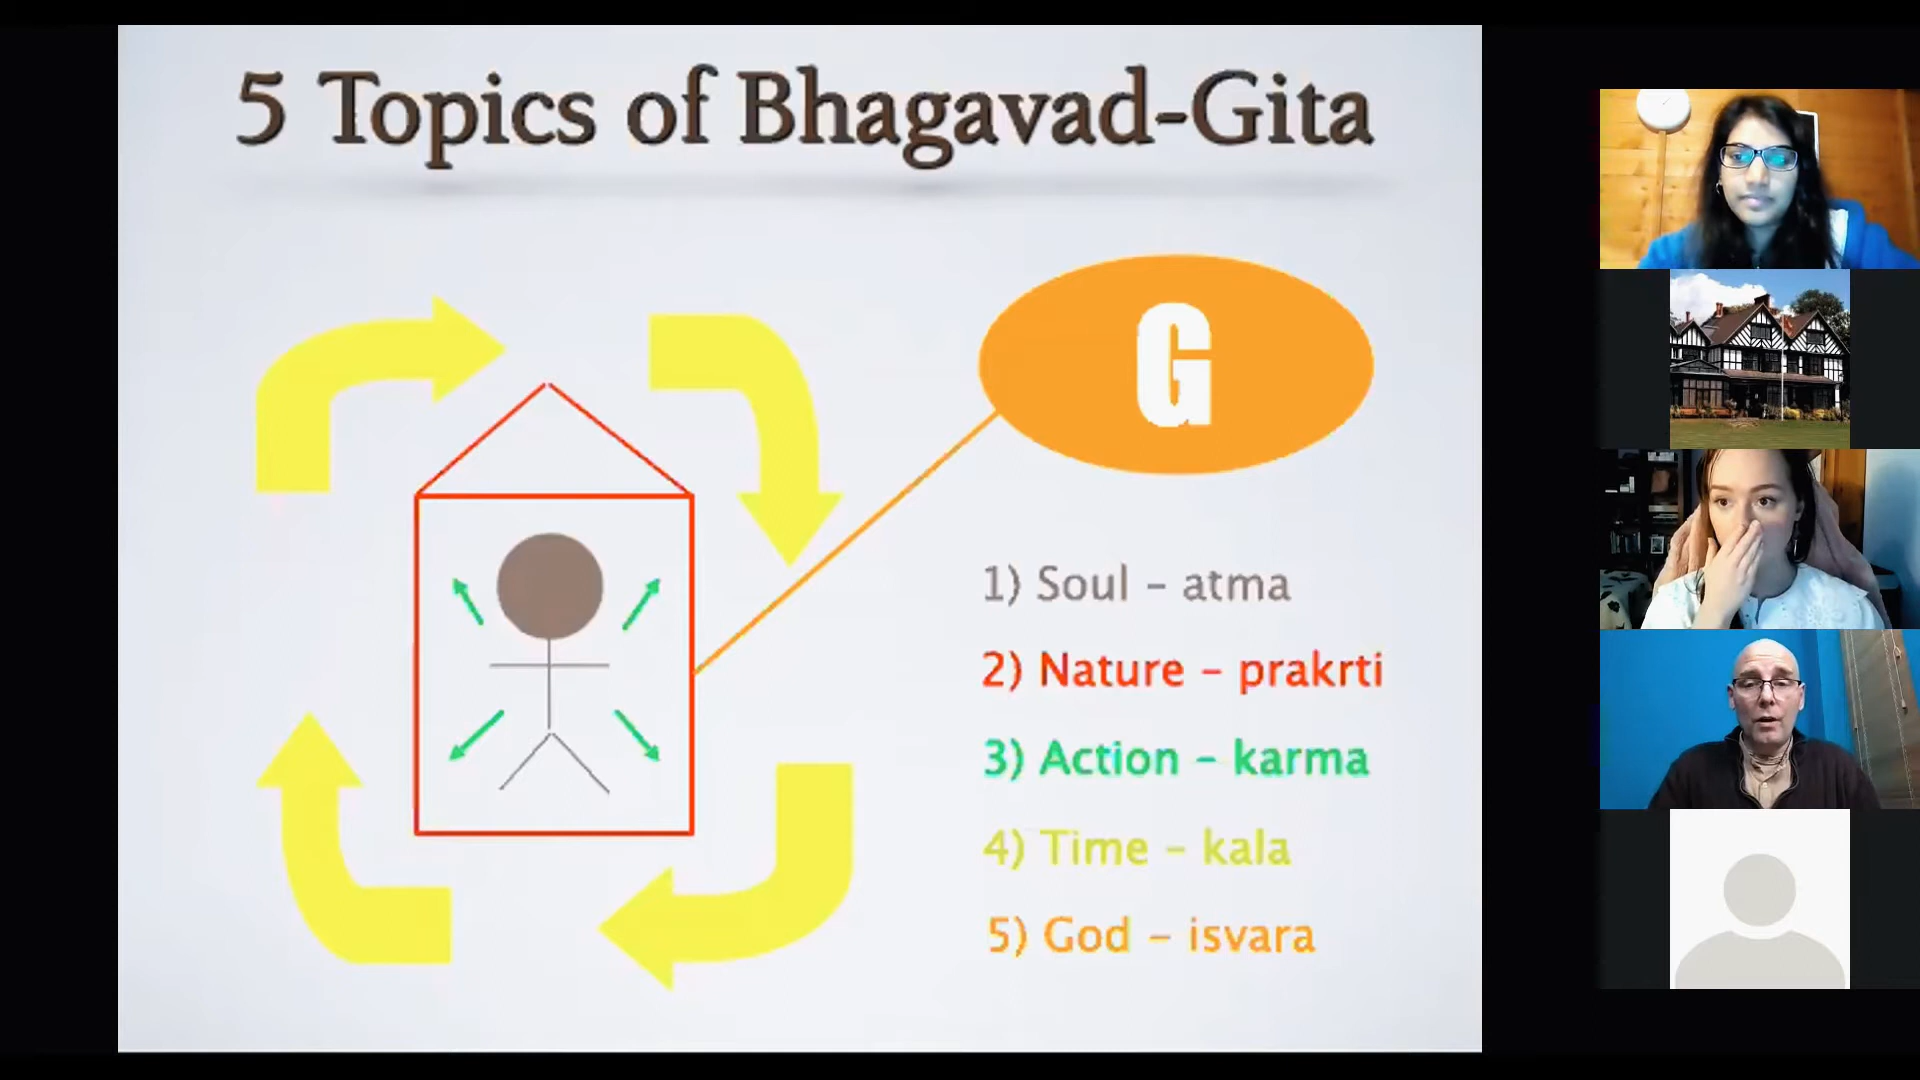 5 Topics of Bhagavad-Gita
G
1) Soul – atma
2) Nature – prakrti
3) Action – karma
4) Time – kala
5) God – isvara